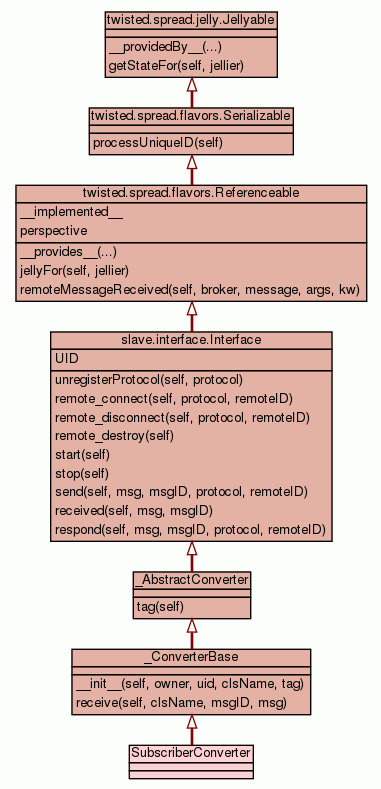 twisted.spread.jelly.Jellyable
__providedBy__(...)
getStateFor(self, jellier)
twisted.spread.flavors.Serializable
processUniqueID(self)
twisted.spread.flavors.Referenceable
__implemented__
perspective
__provides__(...)
jellyFor(self, jellier)
remoteMessageReceived(self, broker, message, args, kw)
slave.interface.Interface
UID
unregisterProtocol(self, protocol)
remote_connect(self, protocol, remoteID)
remote_disconnect(self, protocol, remoteID)
remote_destroy(self)
start(self)
stop(self)
send(self, msg, msgID, protocol, remoteID)
received(self, msg, msgID)
respond(self, msg, msgID, protocol, remoteID)
_AbstractConverter
tag(self)
_ConverterBase
__init__(self, owner, uid, clsName, tag)
receive(self, clsName, msgID, msg)
SubscriberConverter